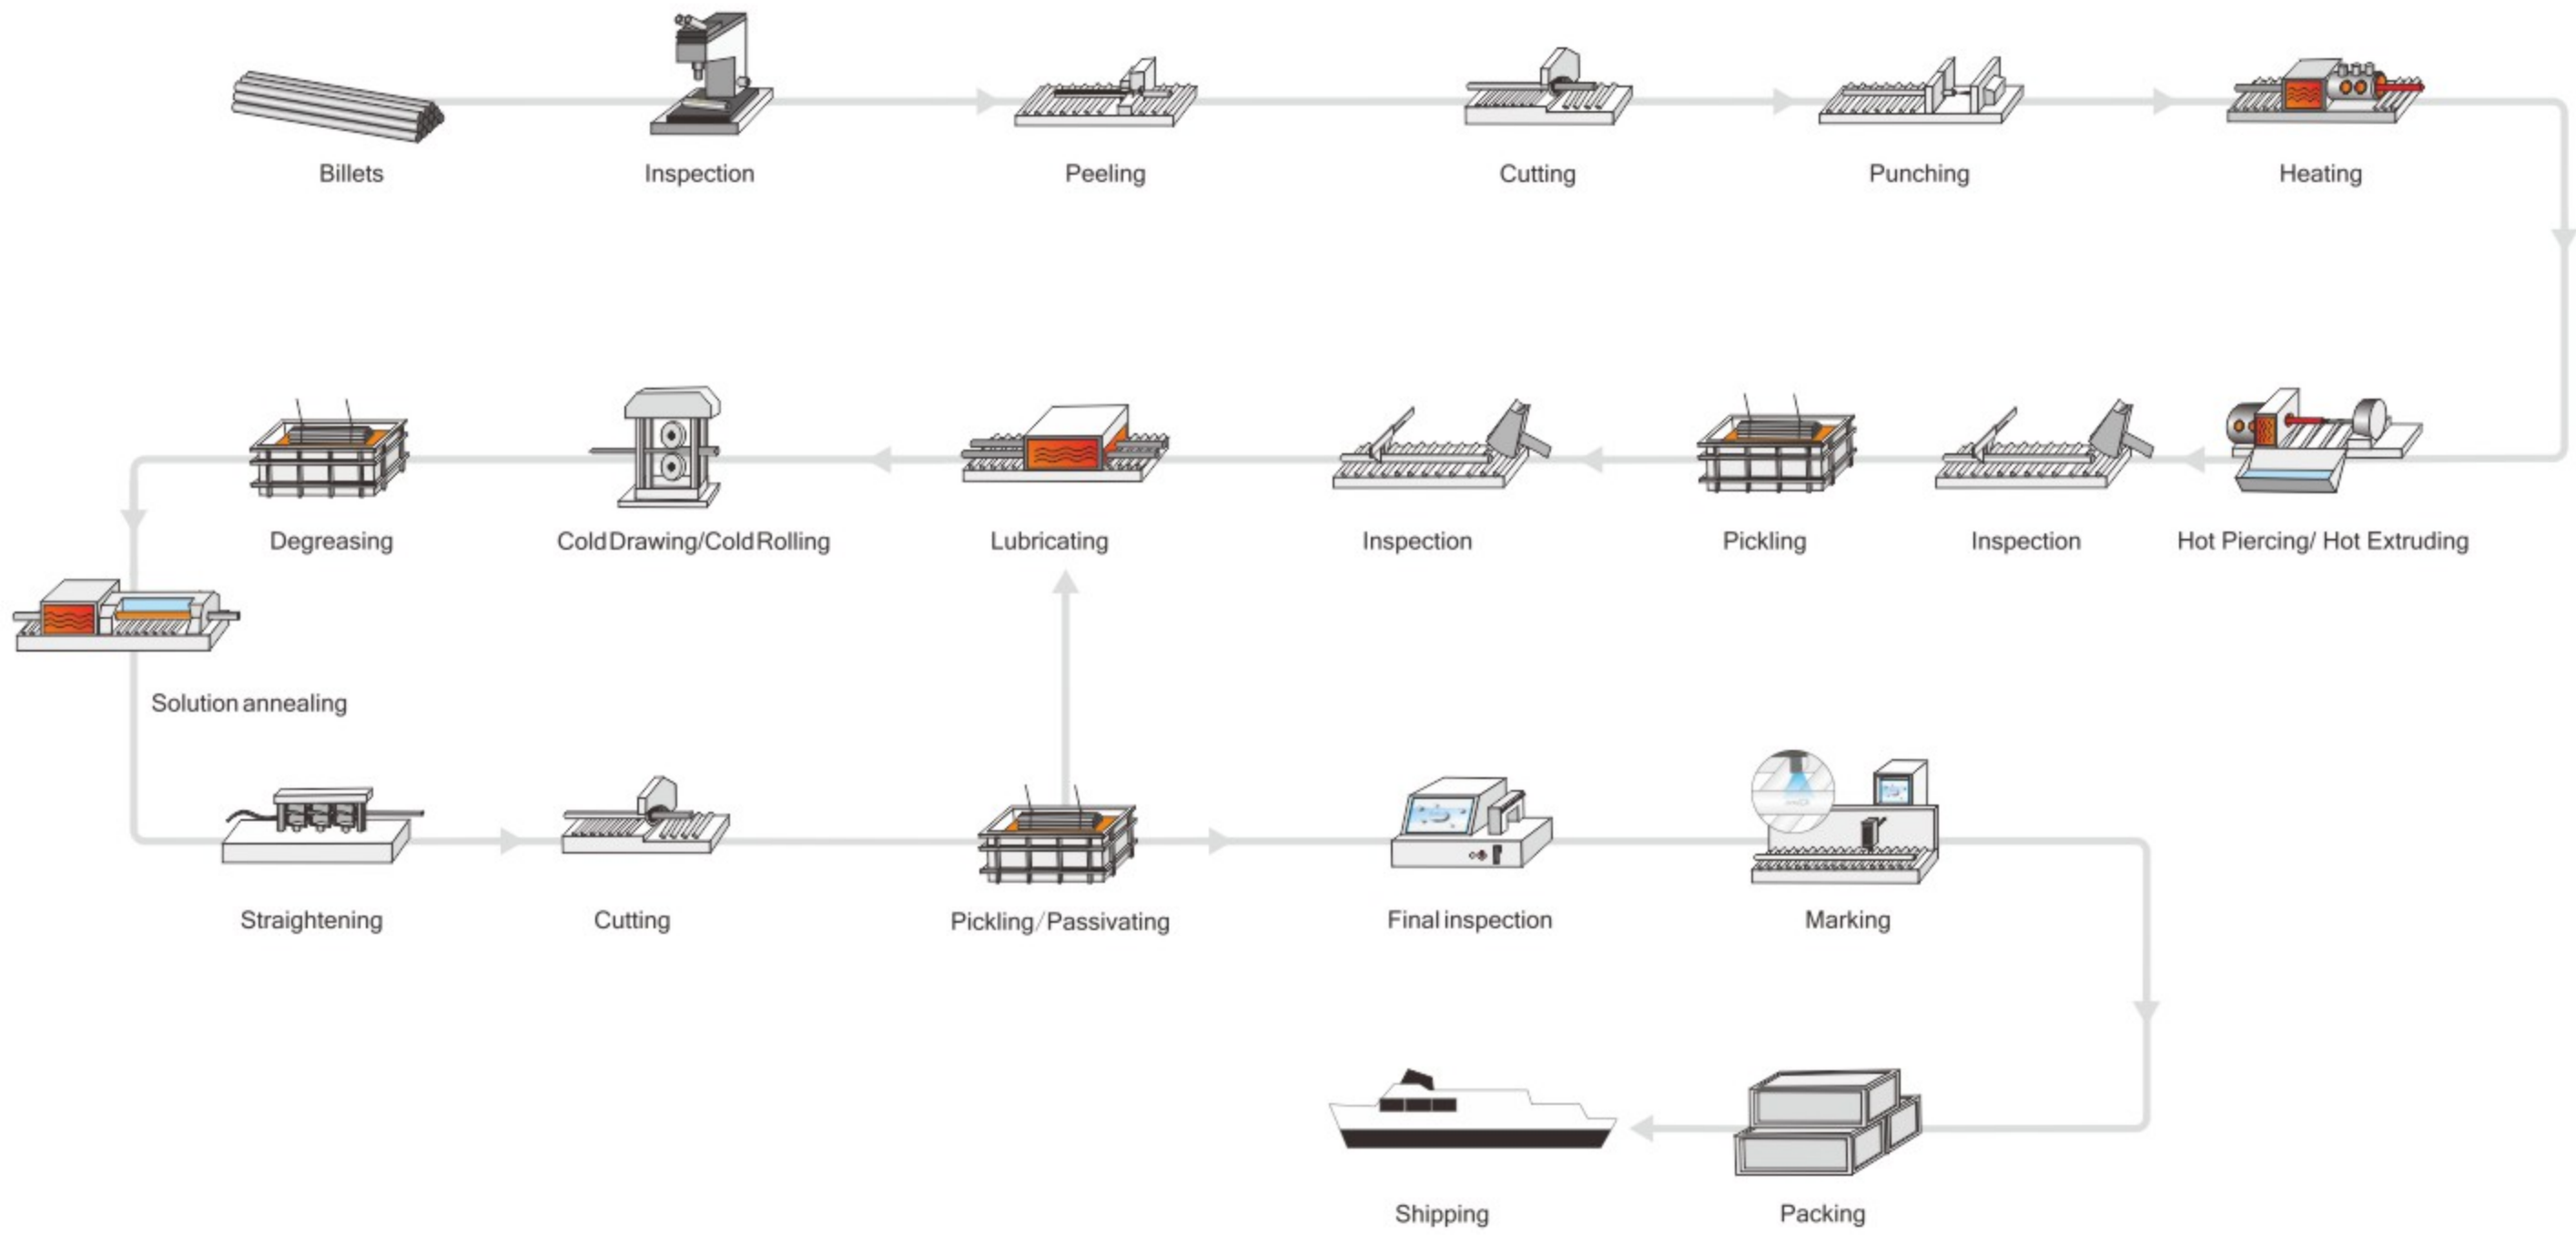 Billets
Inspection
Peeling
Cutting
Punching
Heating
Degreasing
Cold Drawing/Cold Rolling
Lubricating
Inspection
Pickling
Inspection
Hot Piercing/ Hot Extruding
Solution annealing
Straightening
Cutting
Pickling/Passivating
Final inspection
Marking
Shipping
Packing